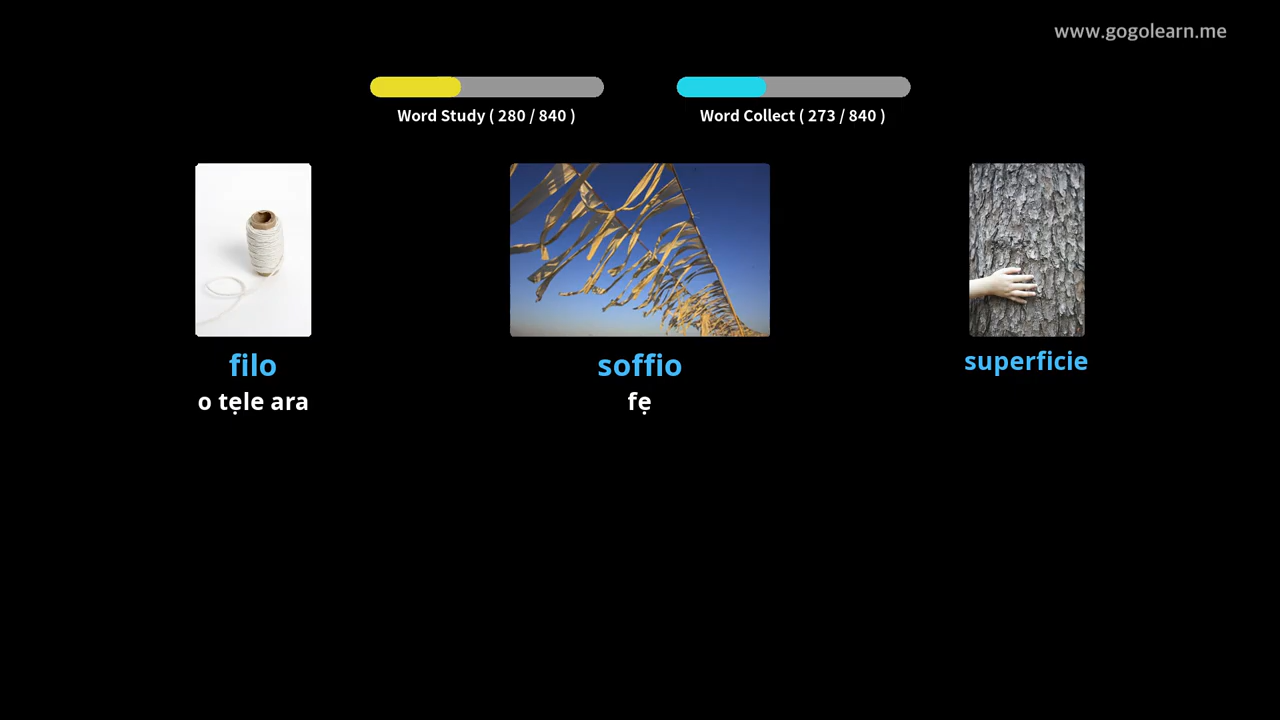 www.gogolearn.me
Word Study ( 280 / 840 )
Word Collect ( 273 / 840 )
filo
soffio
superficie
o tẹle ara
fẹ